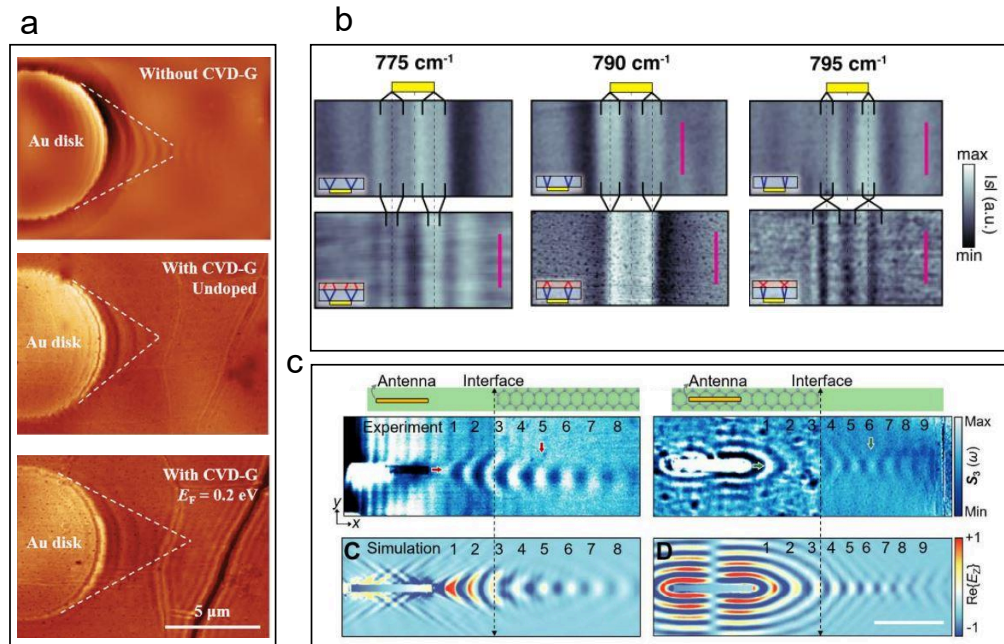 a
Without CVD-G
Au disk
With CVD-G
Undoped
Au disk
With CVD-G
E_F = 0.2 eV
Au disk
5 μm
b
775 cm⁻¹
790 cm⁻¹
795 cm⁻¹
max
|s| (a.u.)
min
c
Antenna
Interface
Experiment 1 2 3 4 5 6 7 8
y
x
C Simulation 1 2 3 4 5 6 7 8
Antenna
Interface
1 2 3 4 5 6 7 8 9
Max
S₃ (ω)
Min
D 1 2 3 4 5 6 7 8 9
+1
Re{E_Z}
-1